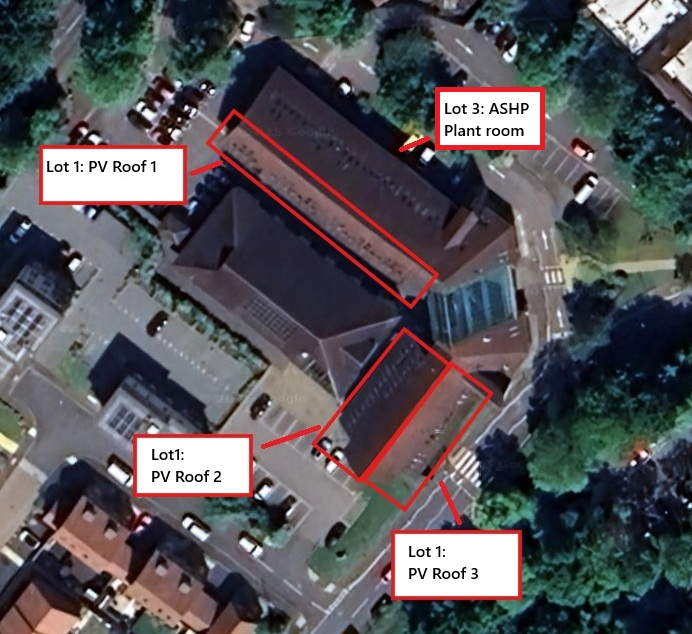 Lot 3: ASHP
Plant room
Lot 1: PV Roof 1
Lot1:
PV Roof 2
Lot 1:
PV Roof 3